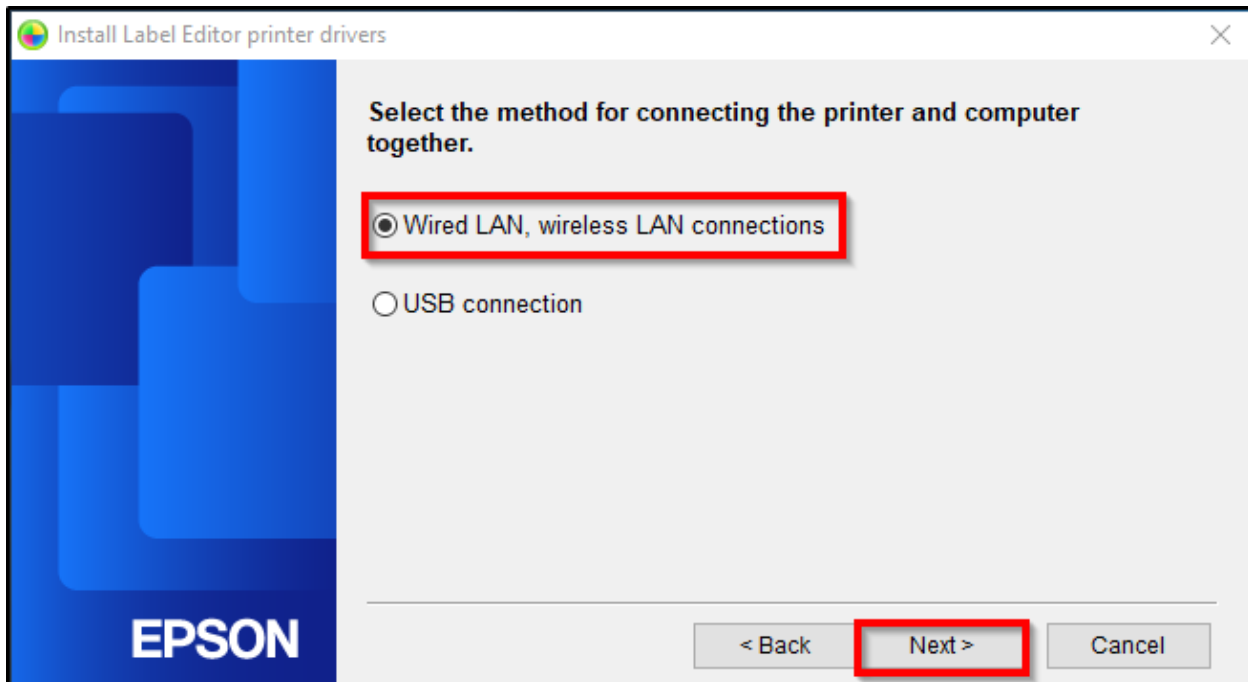 Install Label Editor printer drivers
Select the method for connecting the printer and computer
together.
Wired LAN, wireless LAN connections
USB connection
EPSON
< Back
Next >
Cancel